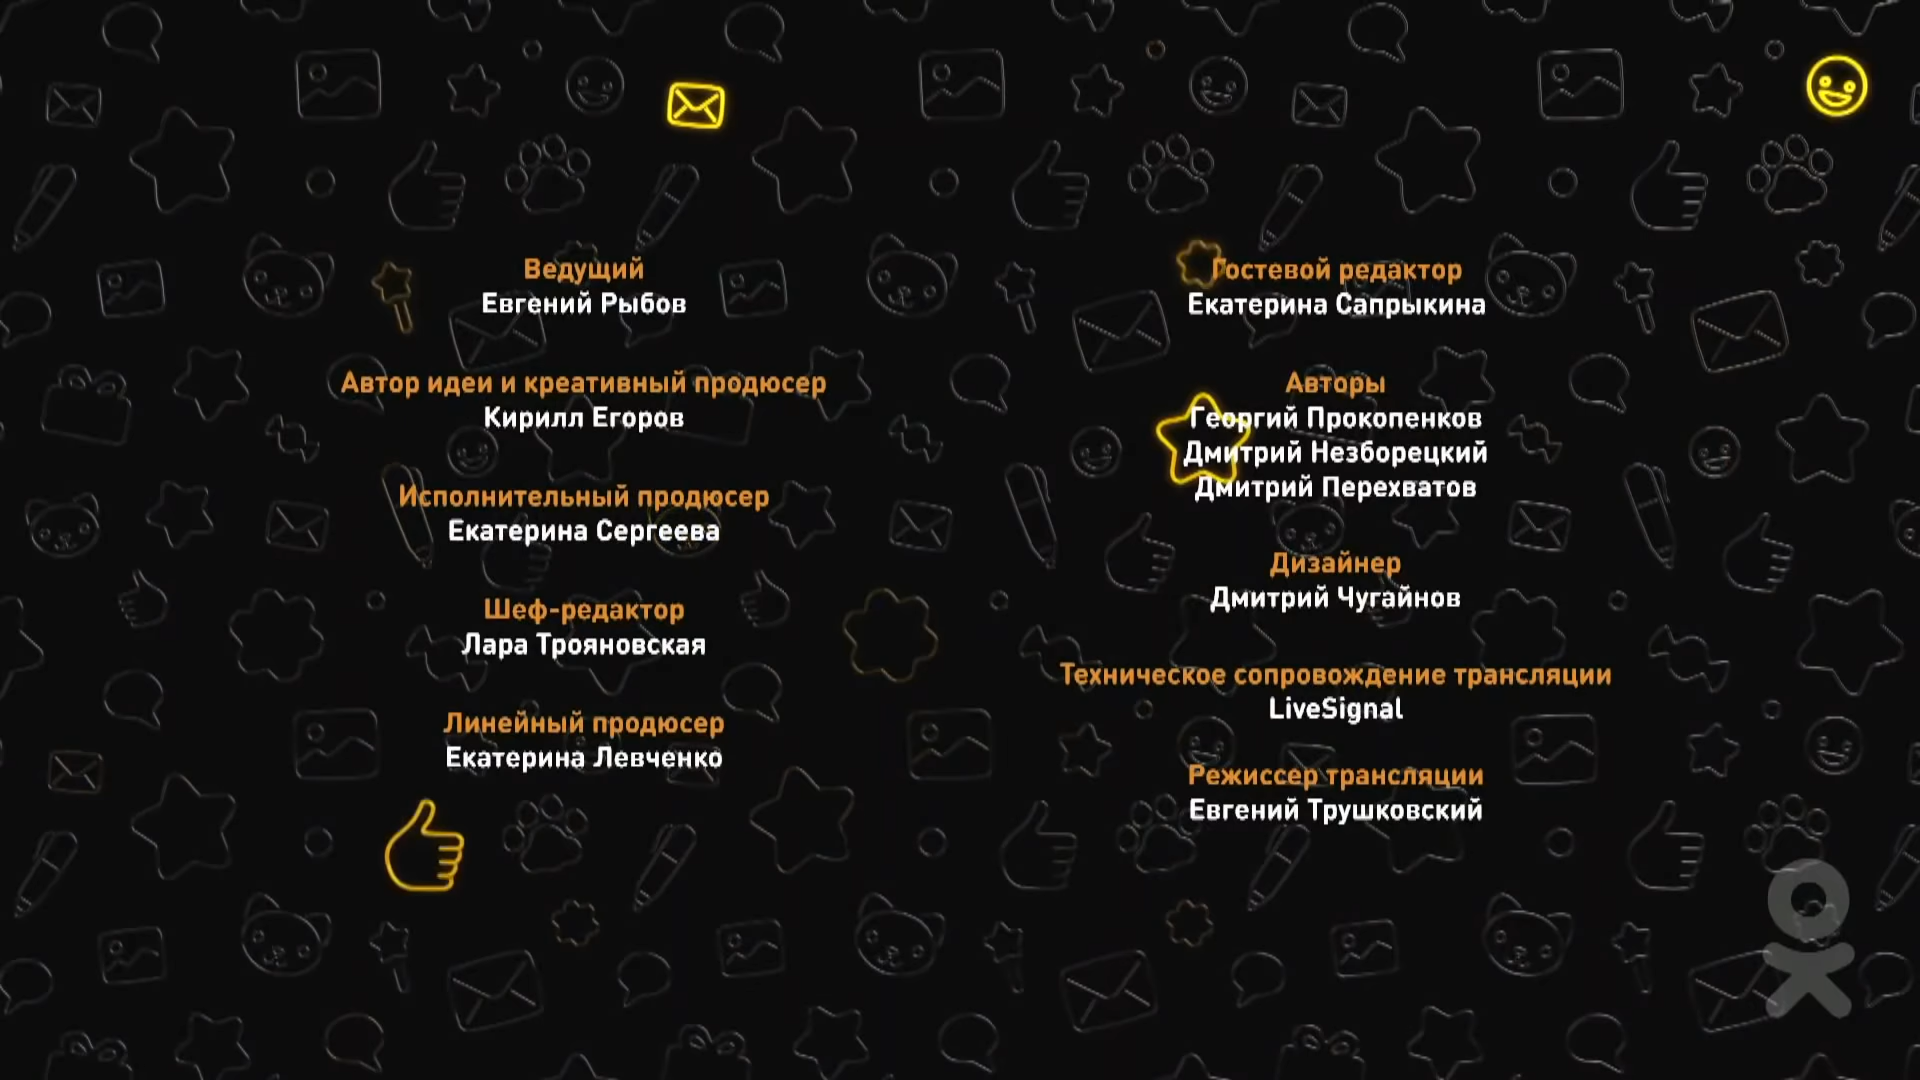 Ведущий
Евгений Рыбов
Автор идеи и креативный продюсер
Кирилл Егоров
Исполнительный продюсер
Екатерина Сергеева
Шеф-редактор
Лара Трояновская
Линейный продюсер
Екатерина Левченко
Гостевой редактор
Екатерина Сапрыкина
Авторы
Георгий Прокопенков
Дмитрий Незборецкий
Дмитрий Перехватов
Дизайнер
Дмитрий Чугайнов
Техническое сопровождение трансляции
LiveSignal
Режиссер трансляции
Евгений Трушковский